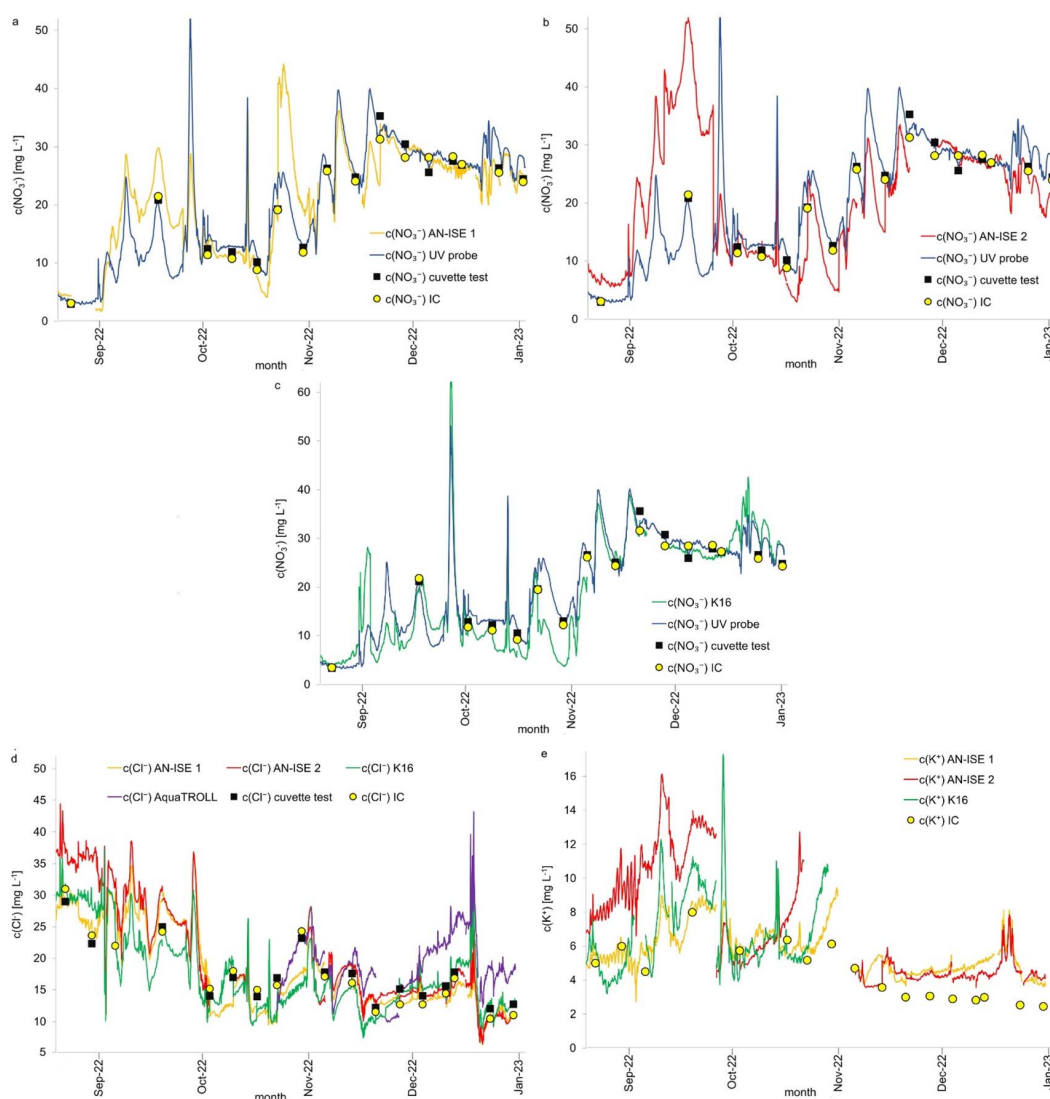 a
c(NO₃⁻) [mg L⁻¹]
50
40
30
20
10
0
c(NO₃⁻) AN-ISE 1
c(NO₃⁻) UV probe
c(NO₃⁻) cuvette test
c(NO₃⁻) IC
Sep-22
Oct-22
Nov-22
Dec-22
Jan-23
month
b
c(NO₃⁻) [mg L⁻¹]
50
40
30
20
10
0
c(NO₃⁻) AN-ISE 2
c(NO₃⁻) UV probe
c(NO₃⁻) cuvette test
c(NO₃⁻) IC
Sep-22
Oct-22
Nov-22
Dec-22
Jan-23
month
c
c(NO₃⁻) [mg L⁻¹]
60
50
40
30
20
10
0
c(NO₃⁻) K16
c(NO₃⁻) UV probe
c(NO₃⁻) cuvette test
c(NO₃⁻) IC
Sep-22
Oct-22
Nov-22
Dec-22
Jan-23
month
d
c(Cl⁻) AN-ISE 1 c(Cl⁻) AN-ISE 2 c(Cl⁻) K16
c(Cl⁻) AquaTROLL c(Cl⁻) cuvette test c(Cl⁻) IC
c(Cl⁻) [mg L⁻¹]
50
45
40
35
30
25
20
15
10
5
Sep-22
Oct-22
Nov-22
Dec-22
Jan-23
month
e
c(K⁺) [mg L⁻¹]
16
14
12
10
8
6
4
2
0
c(K⁺) AN-ISE 1
c(K⁺) AN-ISE 2
c(K⁺) K16
c(K⁺) IC
Sep-22
Oct-22
Nov-22
Dec-22
Jan-23
month